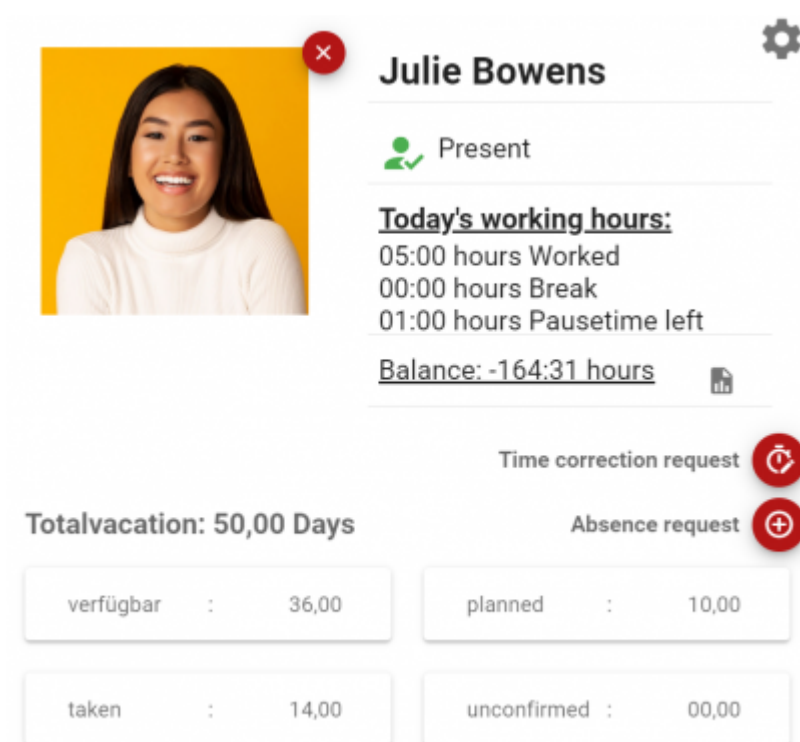 Julie Bowens
Present
Today's working hours:
05:00 hours Worked
00:00 hours Break
01:00 hours Pausetime left
Balance: -164:31 hours
Time correction request
Totalvacation: 50,00 Days
Absence request
verfügbar : 36,00
planned : 10,00
taken : 14,00
unconfirmed : 00,00